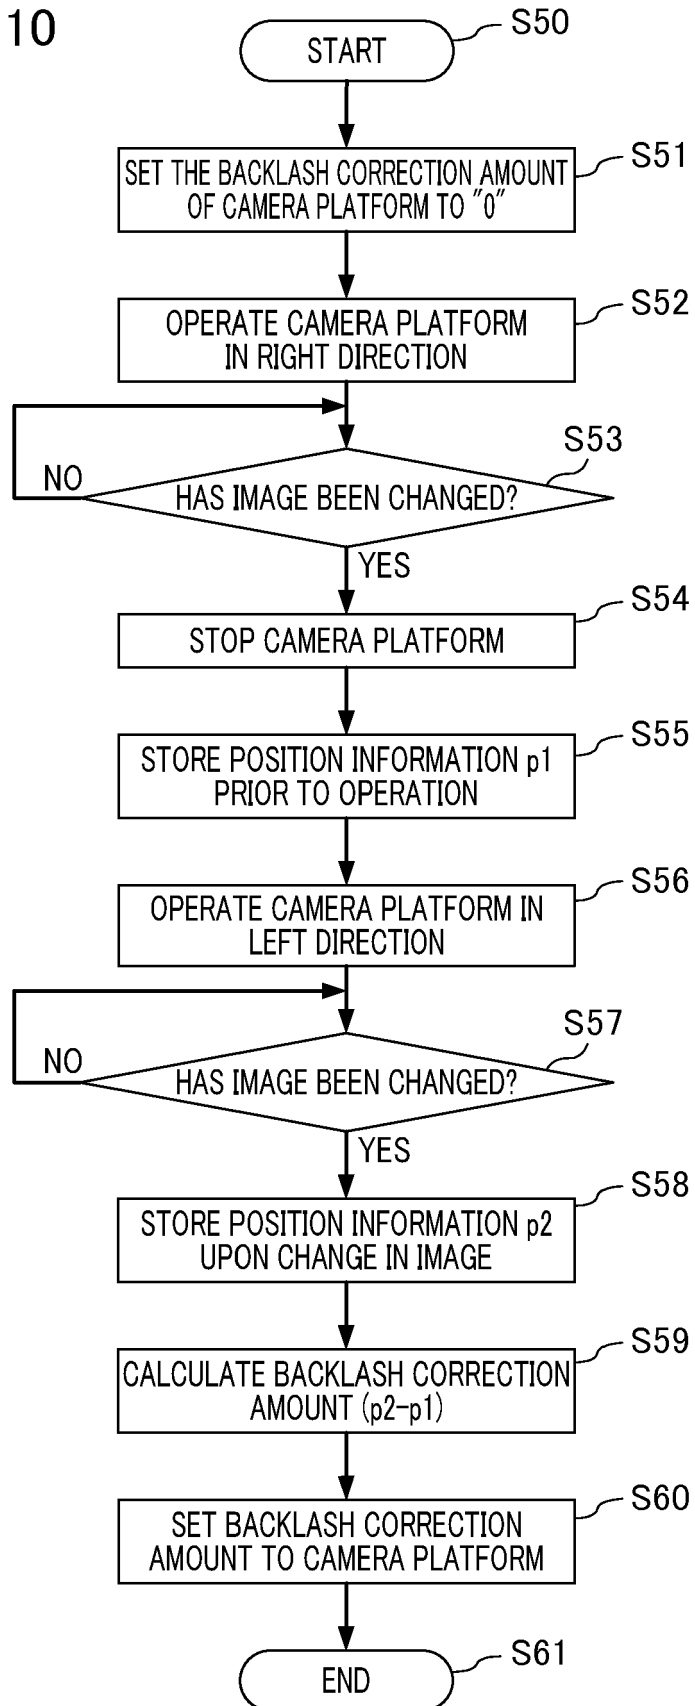 10
START
S50
SET THE BACKLASH CORRECTION AMOUNT
OF CAMERA PLATFORM TO "0"
S51
OPERATE CAMERA PLATFORM
IN RIGHT DIRECTION
S52
HAS IMAGE BEEN CHANGED?
S53
NO
YES
STOP CAMERA PLATFORM
S54
STORE POSITION INFORMATION p1
PRIOR TO OPERATION
S55
OPERATE CAMERA PLATFORM IN
LEFT DIRECTION
S56
HAS IMAGE BEEN CHANGED?
S57
NO
YES
STORE POSITION INFORMATION p2
UPON CHANGE IN IMAGE
S58
CALCULATE BACKLASH CORRECTION
AMOUNT (p2-p1)
S59
SET BACKLASH CORRECTION
AMOUNT TO CAMERA PLATFORM
S60
END
S61